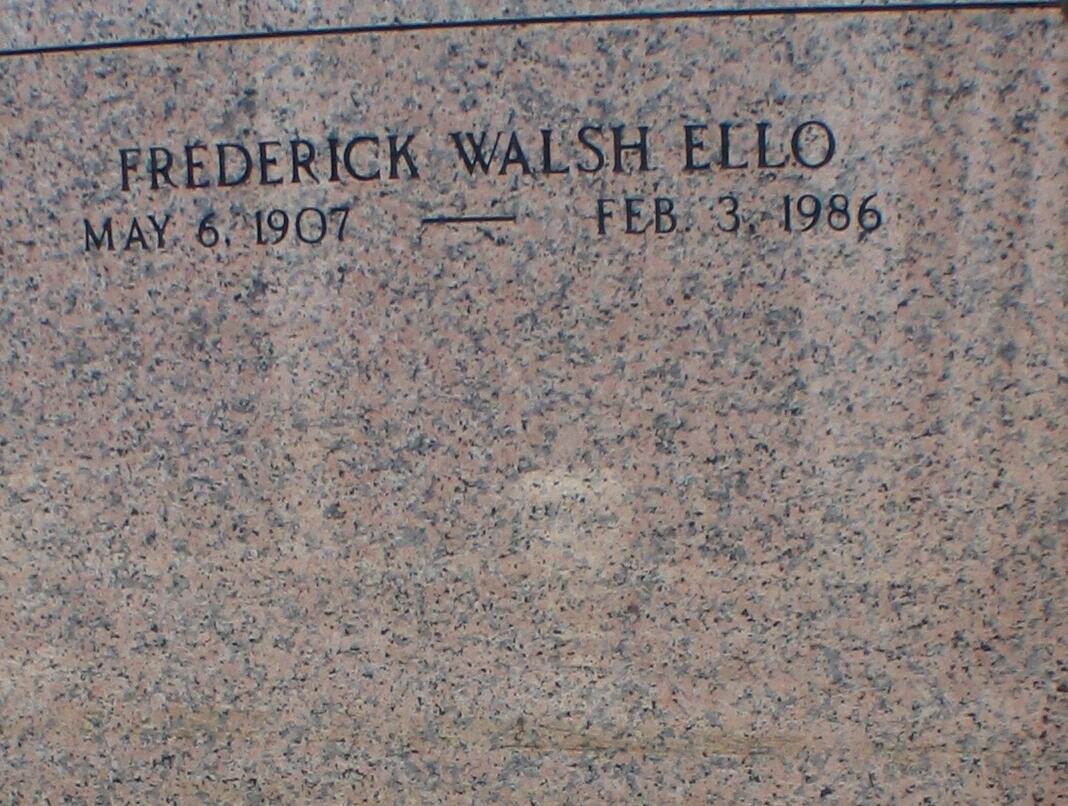 FREDERICK WALSH ELLO
MAY 6, 1907 — FEB. 3, 1986